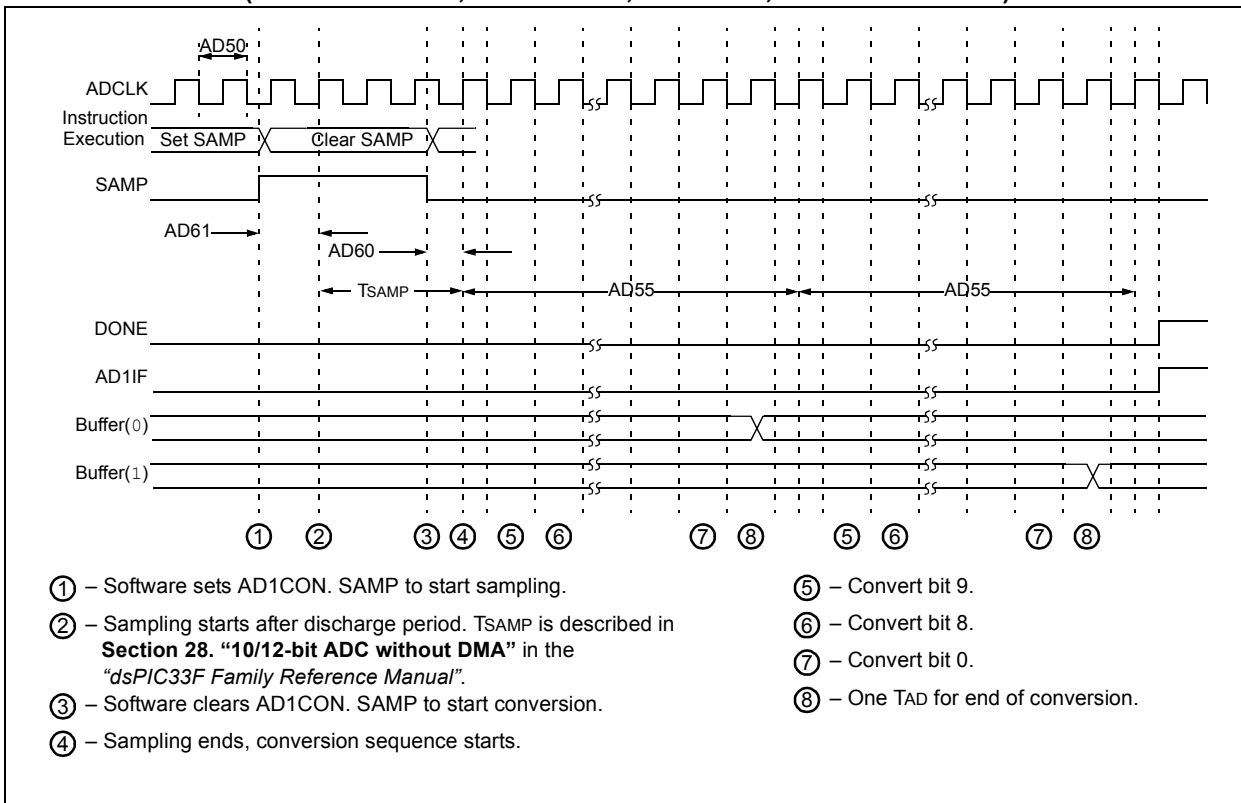 AD50
ADCLK
Instruction
Execution Set SAMP Clear SAMP
SAMP
AD61
AD60
TSAMP AD55 AD55
DONE
AD1IF
Buffer(0)
Buffer(1)
1 2 3 4 5 6 7 8 5 6 7 8
1 – Software sets AD1CON. SAMP to start sampling.
2 – Sampling starts after discharge period. TSAMP is described in
Section 28. “10/12-bit ADC without DMA” in the
“dsPIC33F Family Reference Manual”.
3 – Software clears AD1CON. SAMP to start conversion.
4 – Sampling ends, conversion sequence starts.
5 – Convert bit 9.
6 – Convert bit 8.
7 – Convert bit 0.
8 – One TAD for end of conversion.